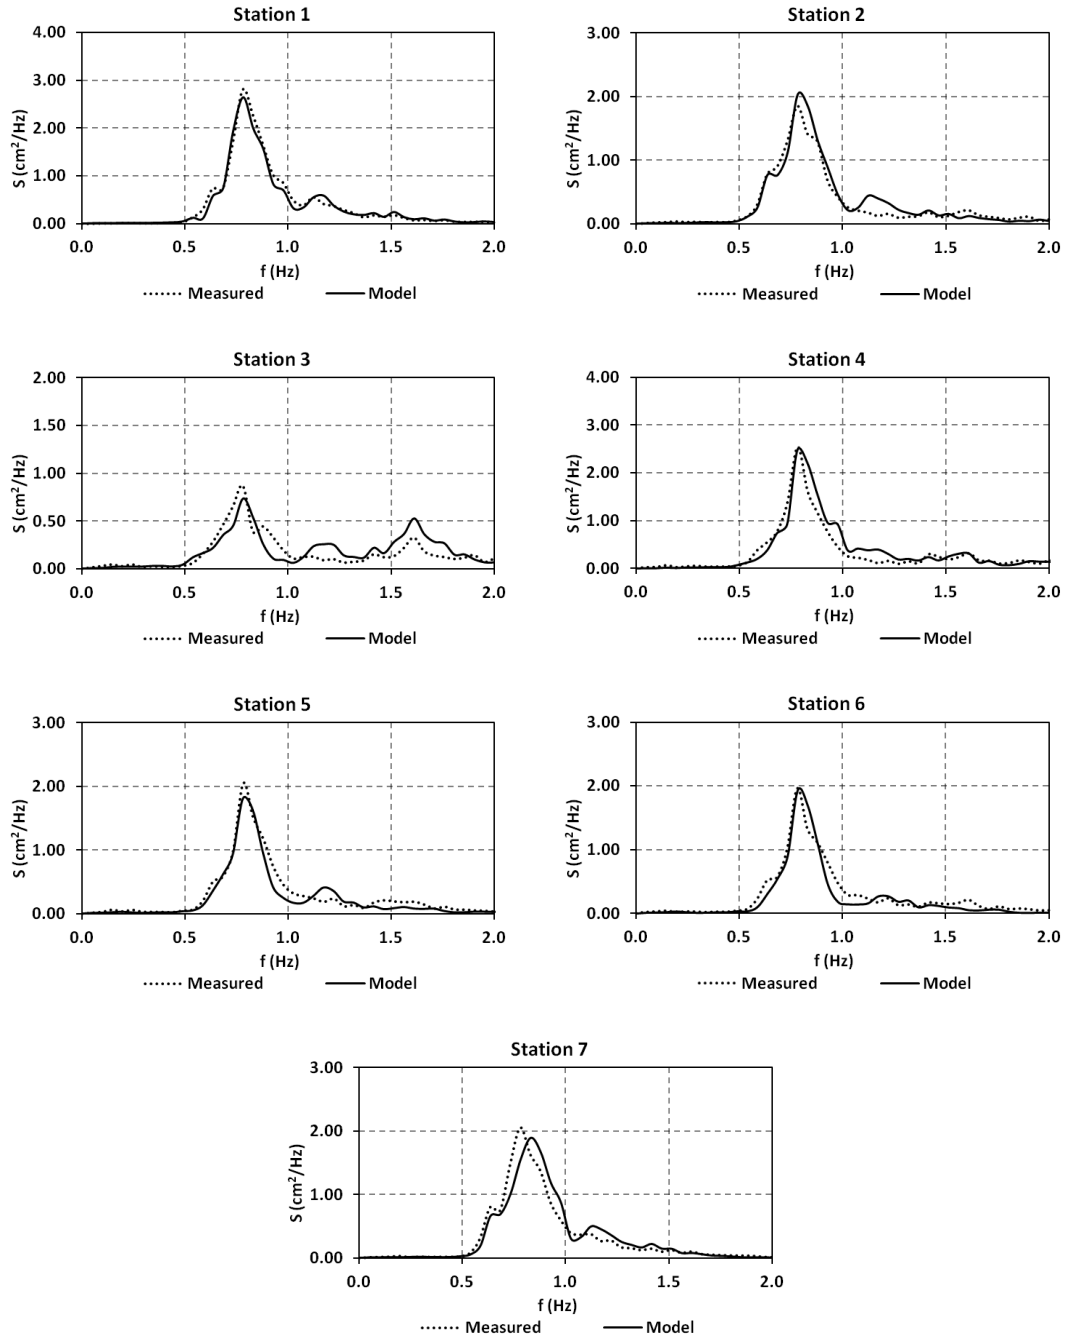 Station 1
4.00
3.00
2.00
1.00
0.00
S (cm²/Hz)
0.0 0.5 1.0 1.5 2.0
f (Hz)
Measured Model
Station 2
3.00
2.00
1.00
0.00
S (cm²/Hz)
0.0 0.5 1.0 1.5 2.0
f (Hz)
Measured Model
Station 3
2.00
1.50
1.00
0.50
0.00
S (cm²/Hz)
0.0 0.5 1.0 1.5 2.0
f (Hz)
Measured Model
Station 4
4.00
3.00
2.00
1.00
0.00
S (cm²/Hz)
0.0 0.5 1.0 1.5 2.0
f (Hz)
Measured Model
Station 5
3.00
2.00
1.00
0.00
S (cm²/Hz)
0.0 0.5 1.0 1.5 2.0
f (Hz)
Measured Model
Station 6
3.00
2.00
1.00
0.00
S (cm²/Hz)
0.0 0.5 1.0 1.5 2.0
f (Hz)
Measured Model
Station 7
3.00
2.00
1.00
0.00
S (cm²/Hz)
0.0 0.5 1.0 1.5 2.0
f (Hz)
Measured Model